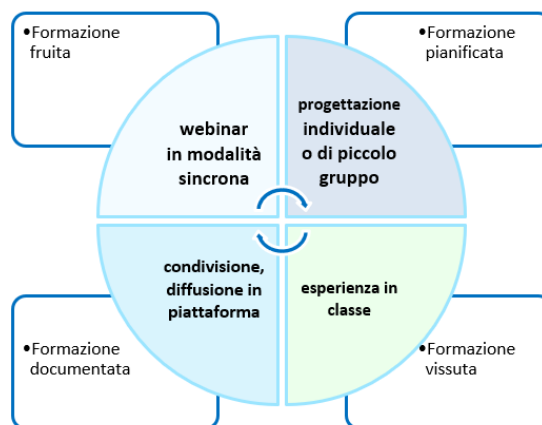 •Formazione
fruita
•Formazione
pianificata
webinar
in modalità
sincrona
progettazione
individuale
o di piccolo
gruppo
condivisione,
diffusione in
piattaforma
esperienza in
classe
•Formazione
documentata
•Formazione
vissuta